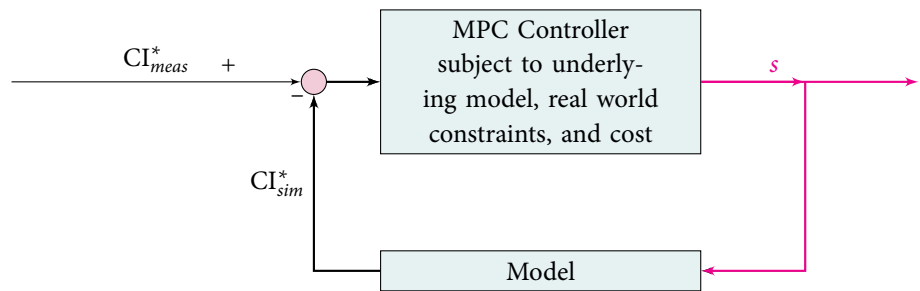 CI*meas
+
−
MPC Controller
subject to underly-
ing model, real world
constraints, and cost
s
CI*sim
Model